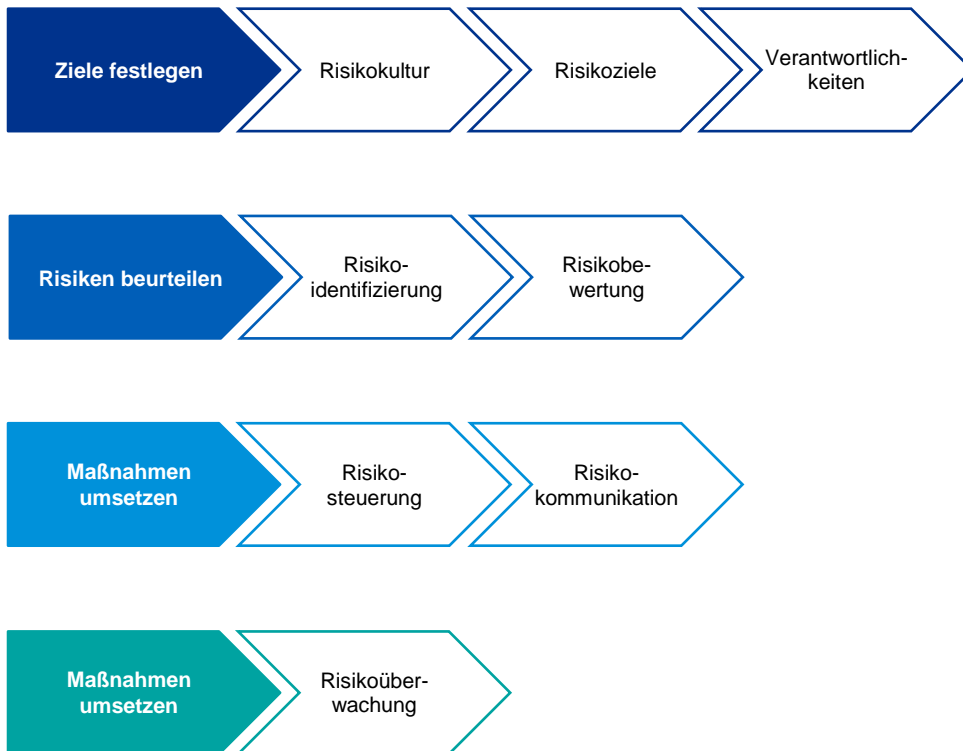 Ziele festlegen
Risikokultur
Risikoziele
Verantwortlich-
keiten
Risiken beurteilen
Risiko-
identifizierung
Risikobe-
wertung
Maßnahmen
umsetzen
Risiko-
steuerung
Risiko-
kommunikation
Maßnahmen
umsetzen
Risikoüber-
wachung